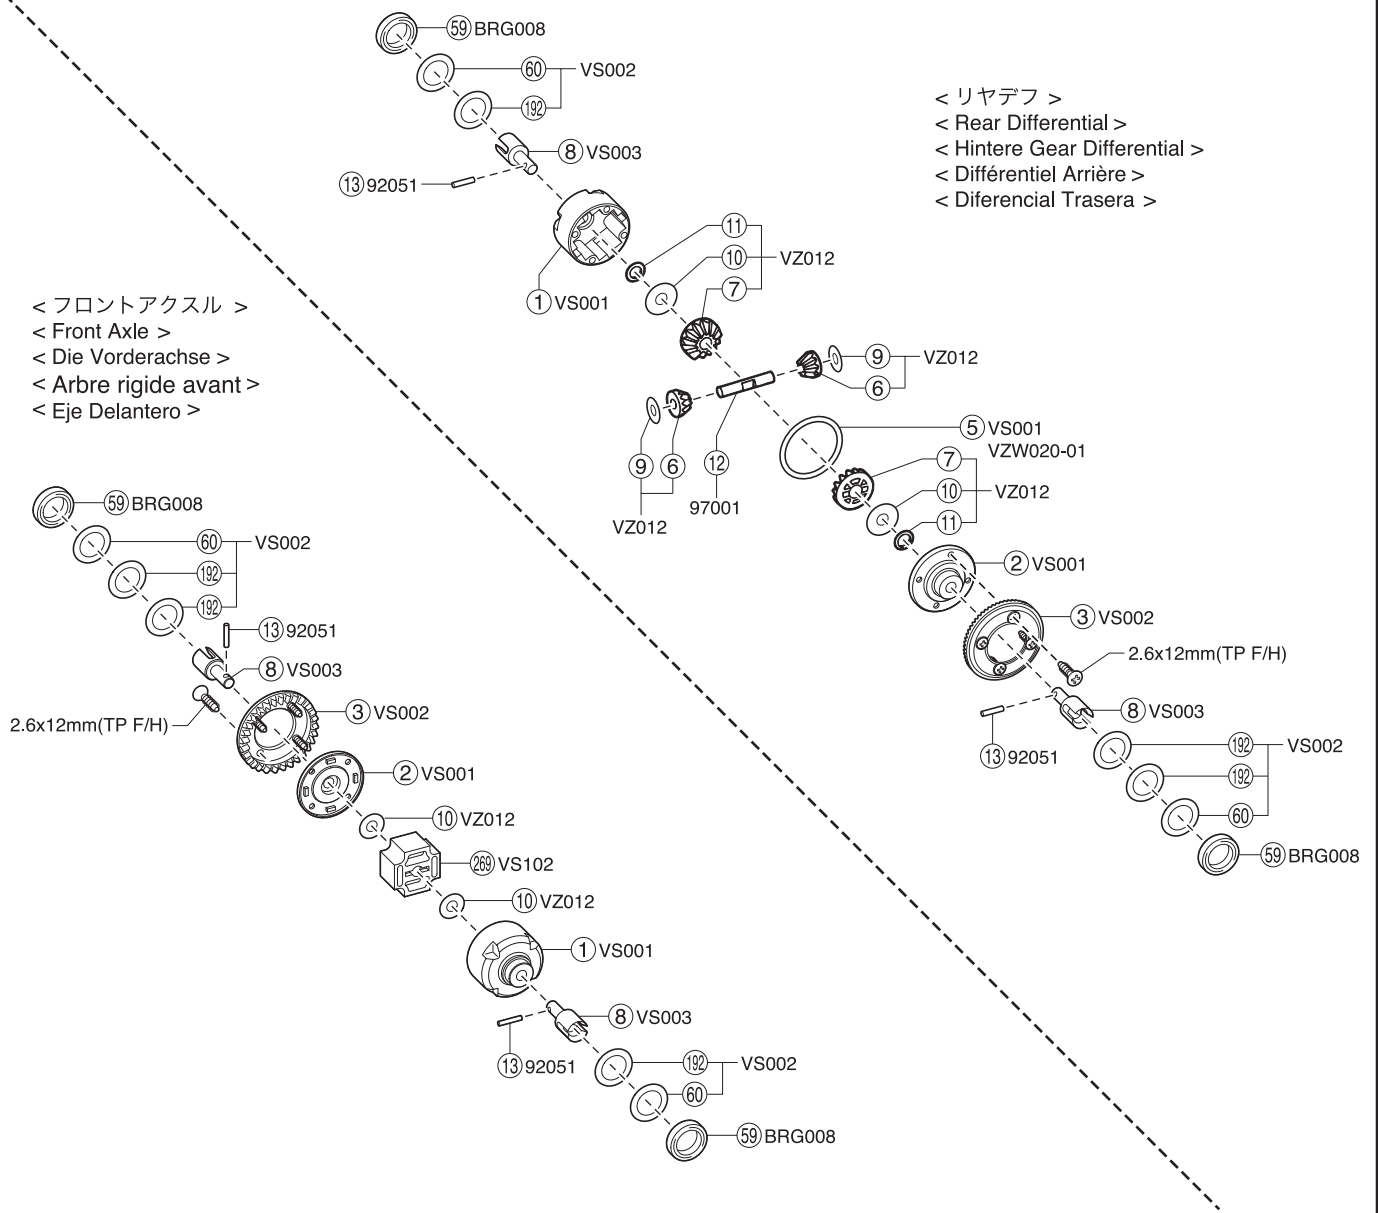 59 BRG008
60 VS002
192
8 VS003
13 92051
< リヤデフ >
< Rear Differential >
< Hintere Gear Differential >
< Différentiel Arrière >
< Diferencial Trasera >
11
10 VZ012
7
1 VS001
9 VZ012
6
5 VS001
VZW020-01
9 6 12
VZ012 97001
7
10 VZ012
11
2 VS001
3 VS002
2.6x12mm(TP F/H)
8 VS003
13 92051
192 VS002
192
60
59 BRG008
< フロントアクスル >
< Front Axle >
< Die Vorderachse >
< Arbre rigide avant >
< Eje Delantero >
59 BRG008
60 VS002
192
192
13 92051
8 VS003
2.6x12mm(TP F/H)
3 VS002
2 VS001
10 VZ012
269 VS102
10 VZ012
1 VS001
8 VS003
13 92051
192 VS002
60
59 BRG008